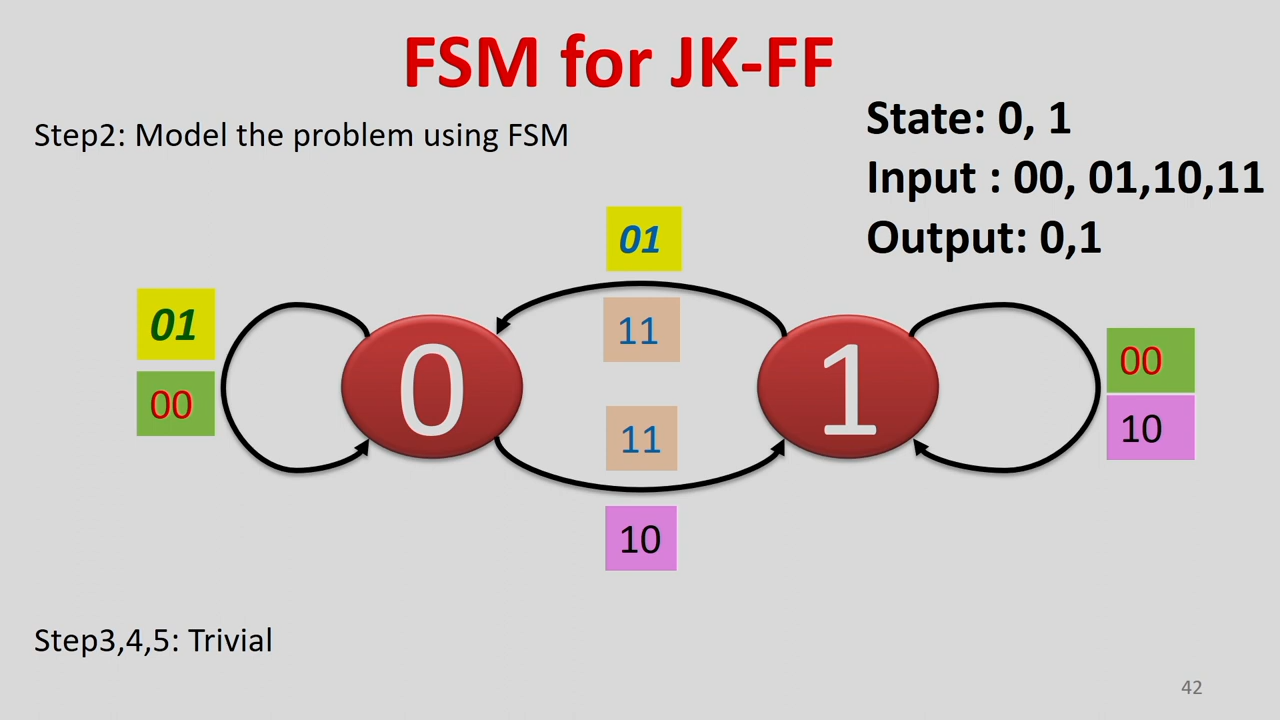 FSM for JK-FF
Step2: Model the problem using FSM
State: 0, 1
Input : 00, 01,10,11
Output: 0,1
01
01
00
11
0
1
00
10
11
10
Step3,4,5: Trivial
42